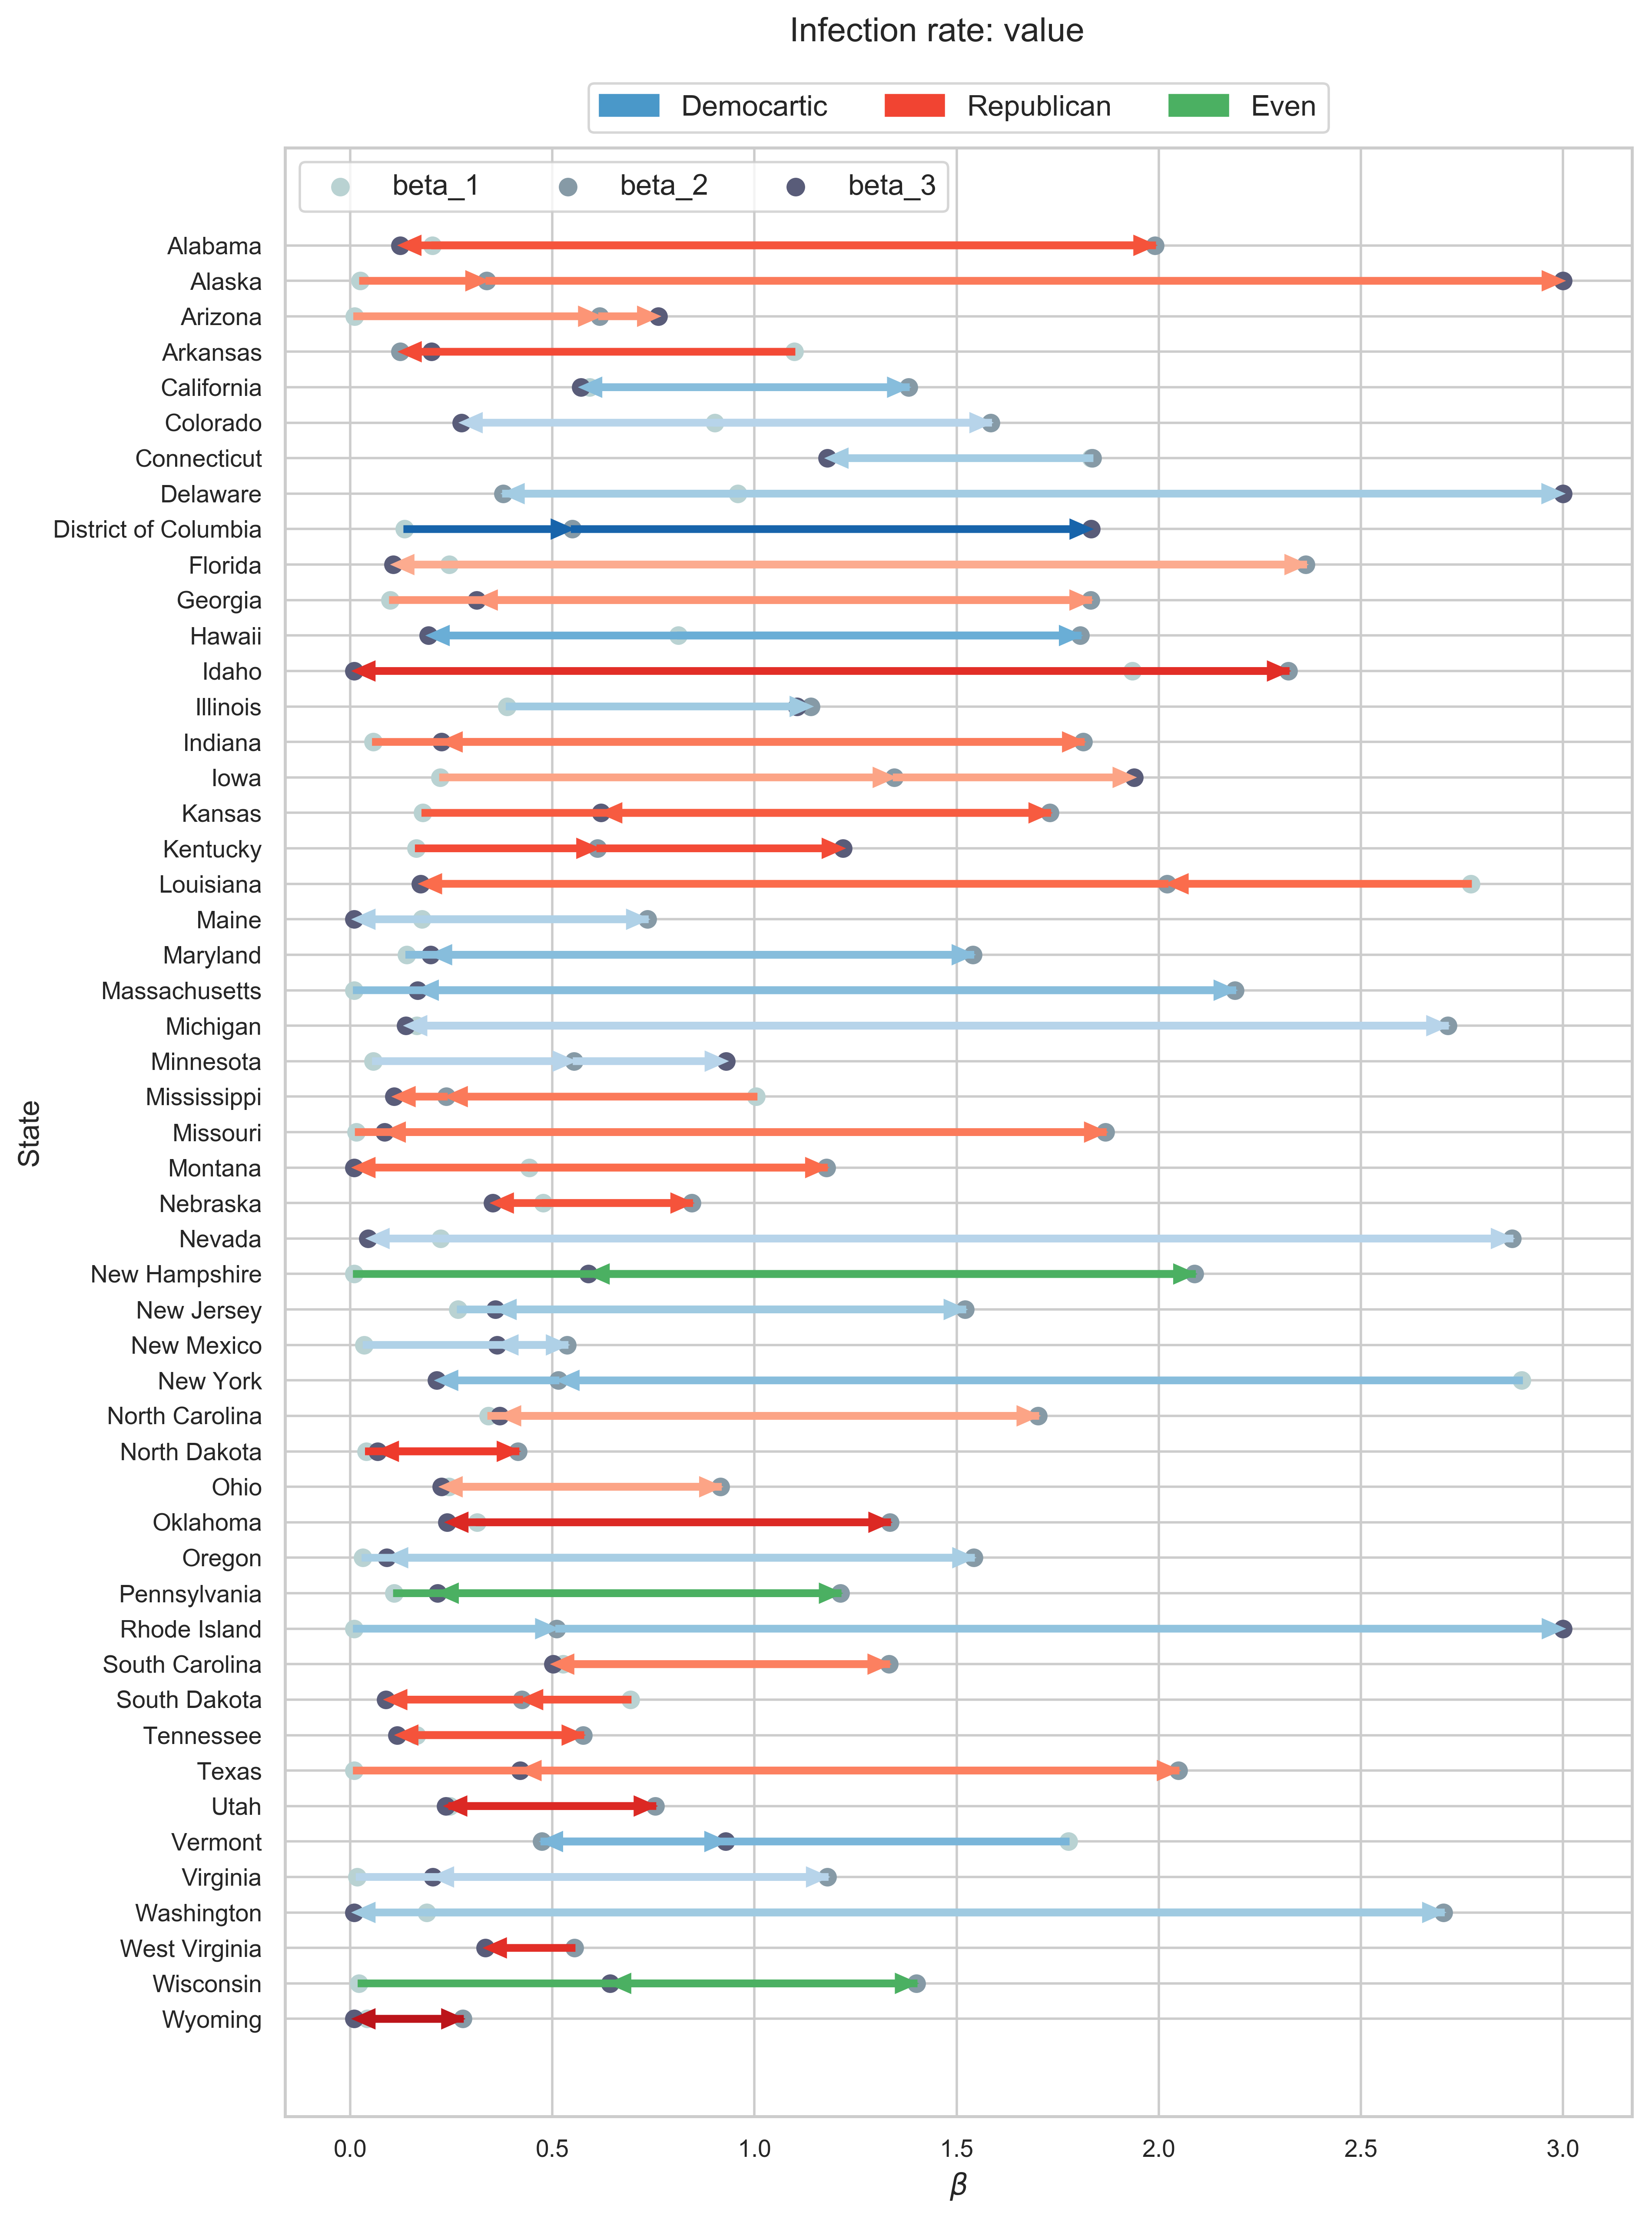 Infection rate: value
Democartic Republican Even
beta_1 beta_2 beta_3
Alabama
Alaska
Arizona
Arkansas
California
Colorado
Connecticut
Delaware
District of Columbia
Florida
Georgia
Hawaii
Idaho
Illinois
Indiana
Iowa
Kansas
Kentucky
Louisiana
Maine
Maryland
Massachusetts
Michigan
Minnesota
Mississippi
Missouri
Montana
Nebraska
Nevada
New Hampshire
New Jersey
New Mexico
New York
North Carolina
North Dakota
Ohio
Oklahoma
Oregon
Pennsylvania
Rhode Island
South Carolina
South Dakota
Tennessee
Texas
Utah
Vermont
Virginia
Washington
West Virginia
Wisconsin
Wyoming
State
0.0 0.5 1.0 1.5 2.0 2.5 3.0
β